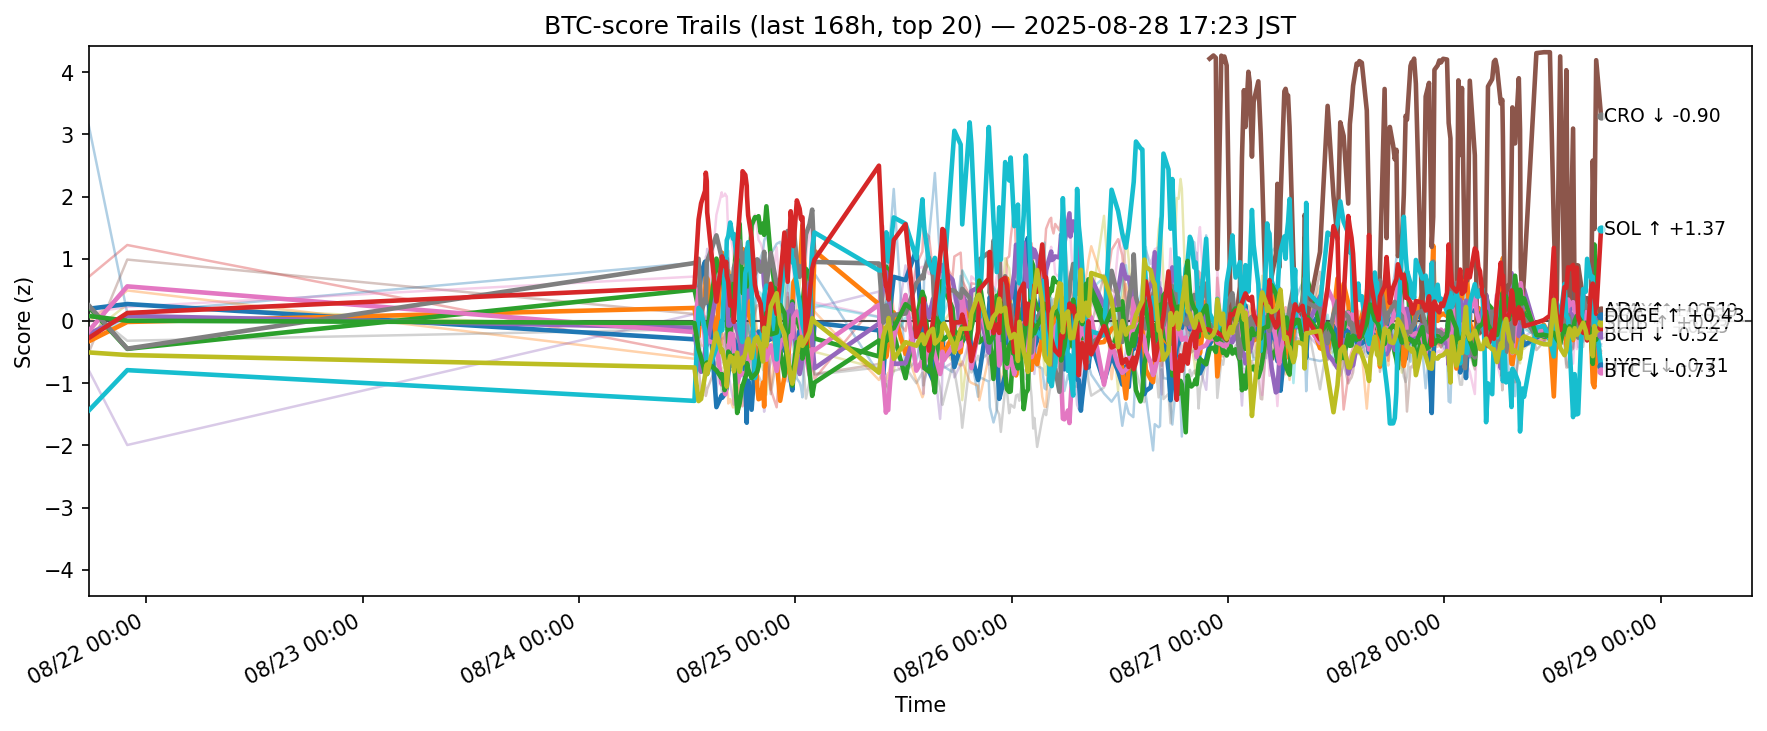 BTC-score Trails (last 168h, top 20) — 2025-08-28 17:23 JST
Score (z)
4
3
2
1
0
−1
−2
−3
−4
CRO ↓ -0.90
SOL ↑ +1.37
DOGE ↑ +0.43
BCH ↓ -0.52
BTC ↓ -0.73
08/22 00:00
08/23 00:00
08/24 00:00
08/25 00:00
08/26 00:00
08/27 00:00
08/28 00:00
08/29 00:00
Time